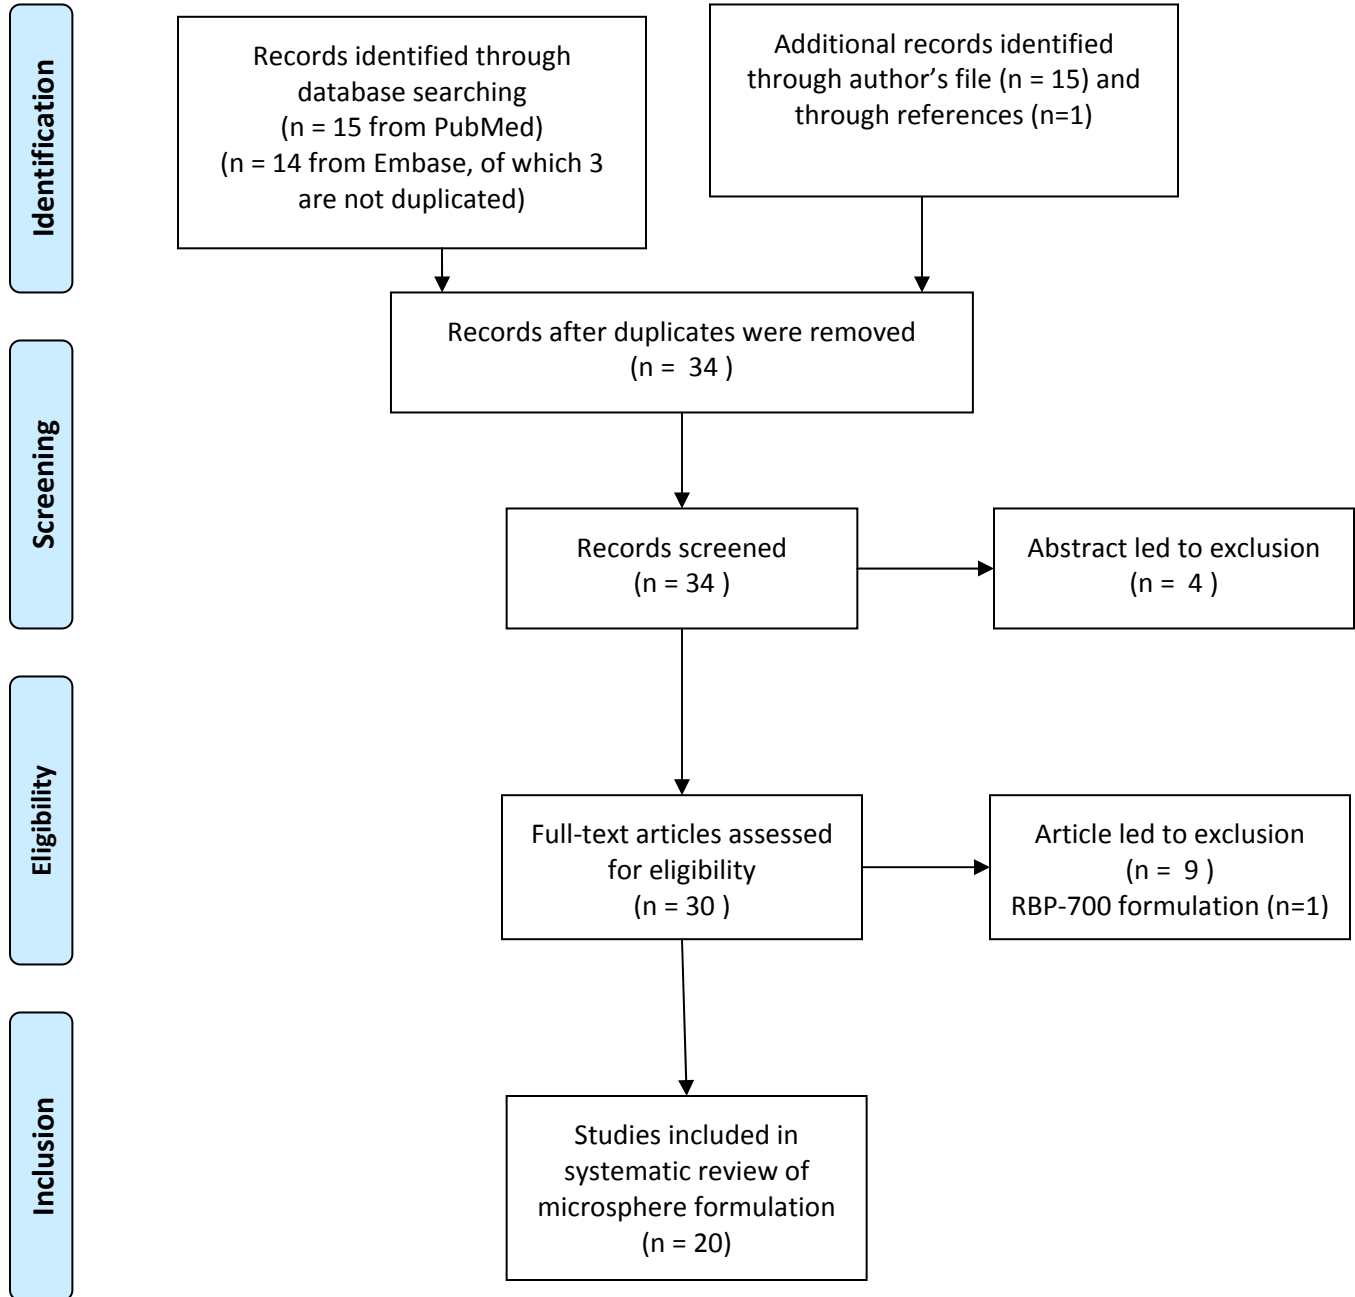 Identification
Records identified through
database searching
(n = 15 from PubMed)
(n = 14 from Embase, of which 3
are not duplicated)
Additional records identified
through author’s file (n = 15) and
through references (n=1)
Records after duplicates were removed
(n =  34 )
Screening
Records screened
(n = 34 )
Abstract led to exclusion
(n =  4 )
Eligibility
Full-text articles assessed
for eligibility
(n = 30 )
Article led to exclusion
(n =  9 )
RBP-700 formulation (n=1)
Inclusion
Studies included in
systematic review of
microsphere formulation
(n = 20)